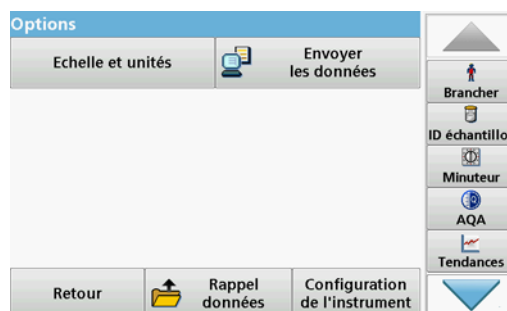 Options
Echelle et unités
Envoyer
les données
Brancher
ID échantillo
Minuteur
AQA
Tendances
Retour
Rappel
données
Configuration
de l'instrument